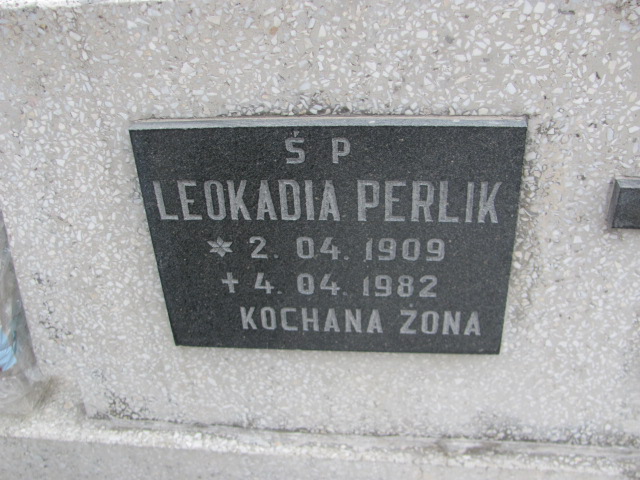 Ś P
LEOKADIA PERLIK
* 2. 04. 1909
✝ 4. 04. 1982
KOCHANA ŻONA